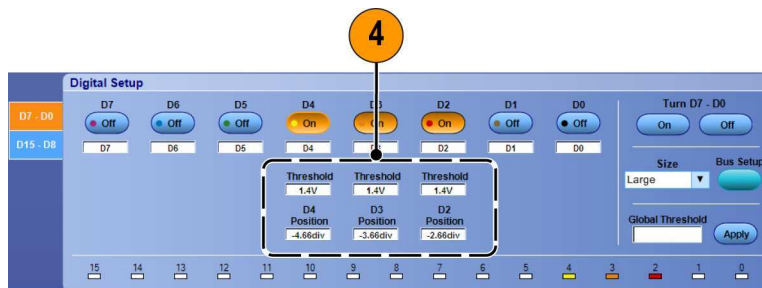 4
Digital Setup
D7 - D0
D15 - D8
D7 D6 D5 D4 D3 D2 D1 D0
Off Off Off On On On Off Off
D7 D6 D5 D4 D3 D2 D1 D0
Threshold Threshold Threshold
1.4V 1.4V 1.4V
D4 D3 D2
Position Position Position
-4.66div -3.66div -2.66div
Turn D7 - D0
On Off
Size Bus Setup
Large
Global Threshold
Apply
15 14 13 12 11 10 9 8 7 6 5 4 3 2 1 0